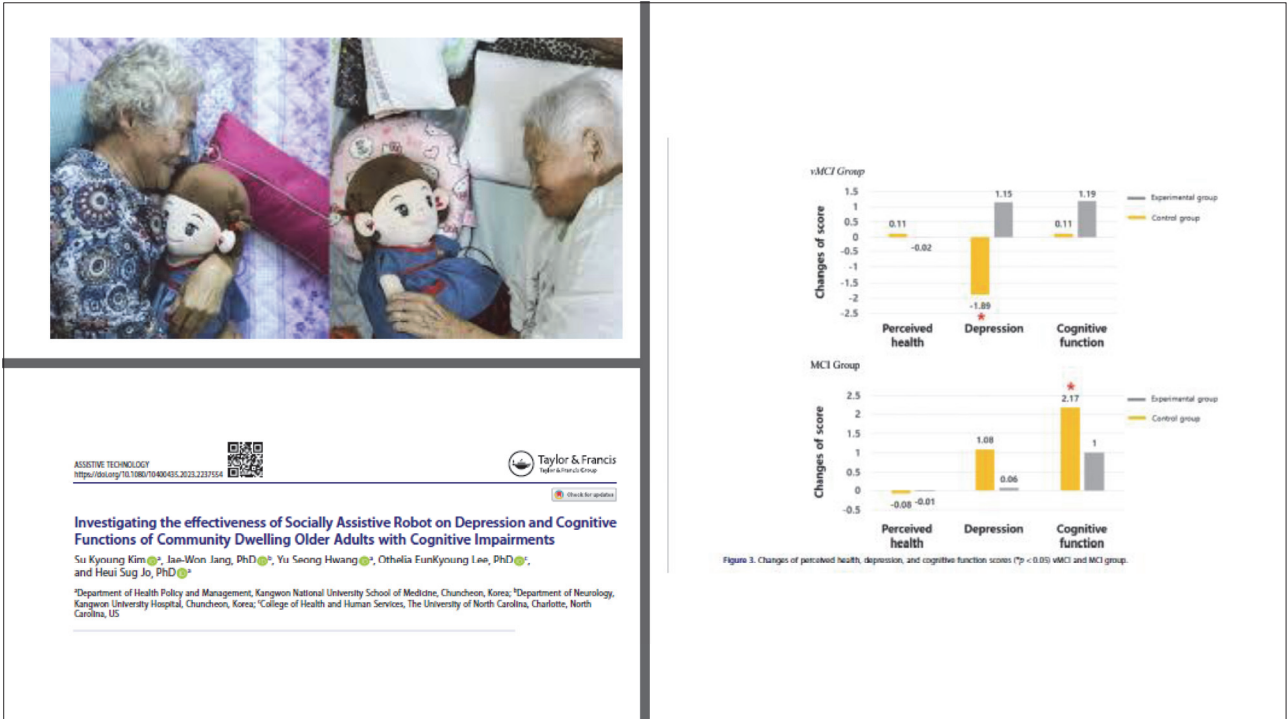 ASSISTIVE TECHNOLOGY
https://doi.org/10.1080/10400435.2023.2237554
Taylor & Francis
Taylor & Francis Group
Check for updates
Investigating the effectiveness of Socially Assistive Robot on Depression and Cognitive
Functions of Community Dwelling Older Adults with Cognitive Impairments
Su Kyoung Kim a, Jae-Won Jang, PhD b, Yu Seong Hwang a, Othelia EunKyoung Lee, PhD c,
and Heui Sug Jo, PhD a
aDepartment of Health Policy and Management, Kangwon National University School of Medicine, Chuncheon, Korea; bDepartment of Neurology,
Kangwon University Hospital, Chuncheon, Korea; cCollege of Health and Human Services, The University of North Carolina, Charlotte, North
Carolina, US
vMCI Group
Changes of score
1.5
1
0.5
0
-0.5
-1
-1.5
-2
-2.5
0.11
-0.02
-1.89
*
1.15
0.11
1.19
Perceived health
Depression
Cognitive function
Experimental group
Control group
MCI Group
Changes of score
2.5
2
1.5
1
0.5
0
-0.5
-0.08
-0.01
1.08
0.06
*
2.17
1
Perceived health
Depression
Cognitive function
Experimental group
Control group
Figure 3. Changes of perceived health, depression, and cognitive function scores (*p < 0.05) vMCI and MCI group.